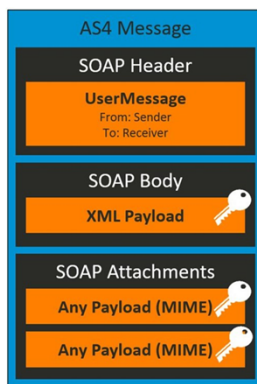 AS4 Message
SOAP Header
UserMessage
From: Sender
To: Receiver
SOAP Body
XML Payload
SOAP Attachments
Any Payload (MIME)
Any Payload (MIME)